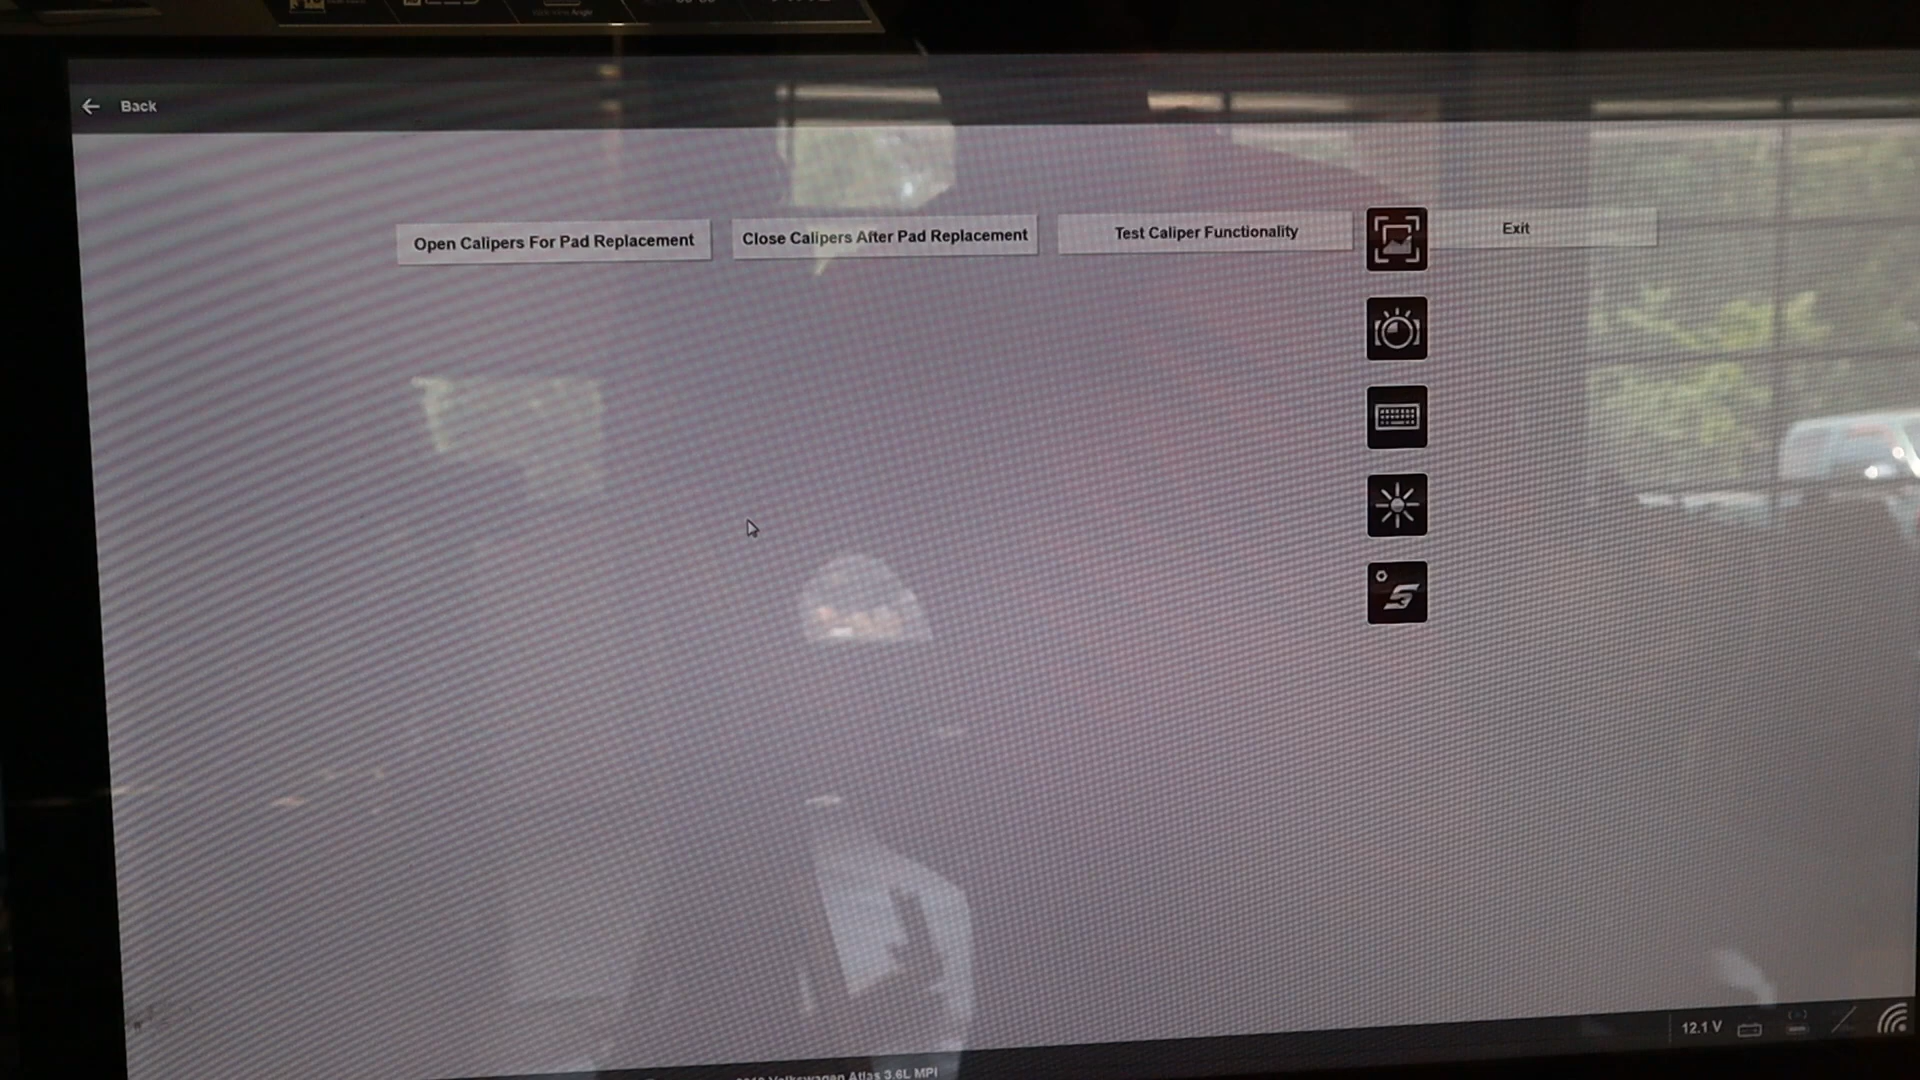 Back
Open Calipers For Pad Replacement
Close Calipers After Pad Replacement
Test Caliper Functionality
Exit
12.1 V
Volkswagen Atlas 3.6L MPI